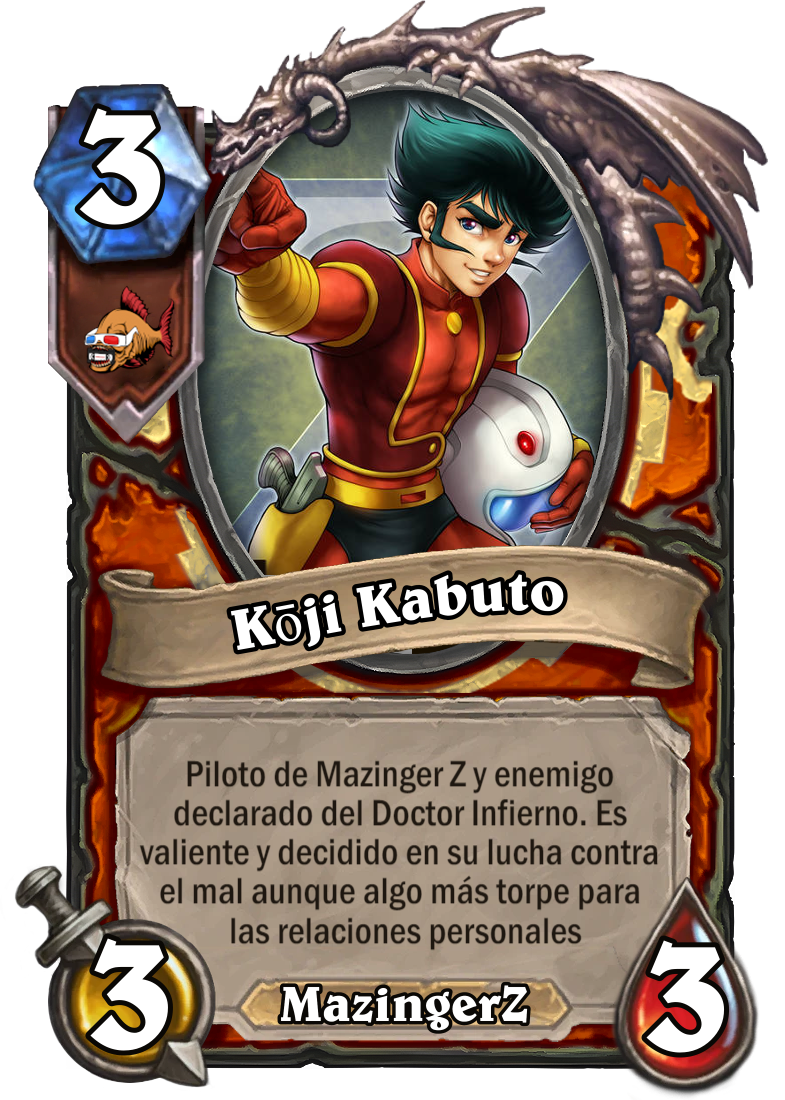 3
Kōji Kabuto
Piloto de Mazinger Z y enemigo
declarado del Doctor Infierno. Es
valiente y decidido en su lucha contra
el mal aunque algo más torpe para
las relaciones personales
3
MazingerZ
3